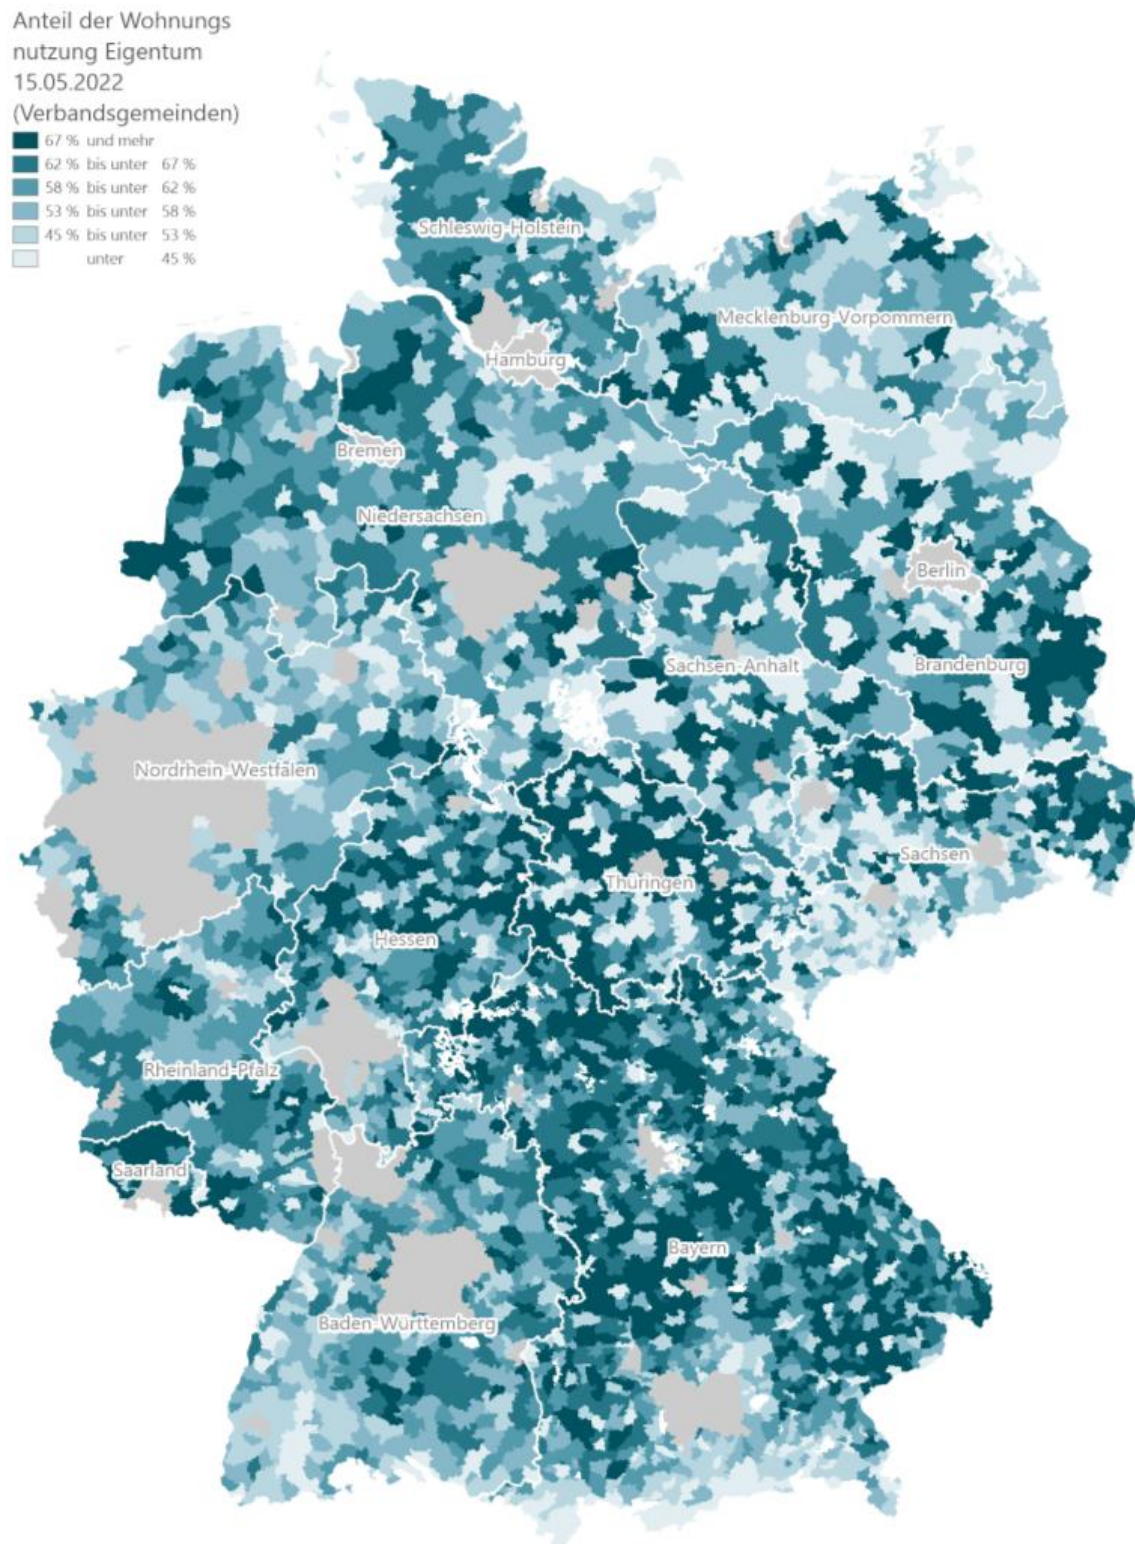 Anteil der Wohnungs
nutzung Eigentum
15.05.2022
(Verbandsgemeinden)
67 % und mehr
62 % bis unter 67 %
58 % bis unter 62 %
53 % bis unter 58 %
45 % bis unter 53 %
unter 45 %
Schleswig-Holstein
Mecklenburg-Vorpommern
Hamburg
Bremen
Niedersachsen
Berlin
Sachsen-Anhalt
Brandenburg
Nordrhein-Westfalen
Sachsen
Thüringen
Hessen
Rheinland-Pfalz
Saarland
Bayern
Baden-Württemberg